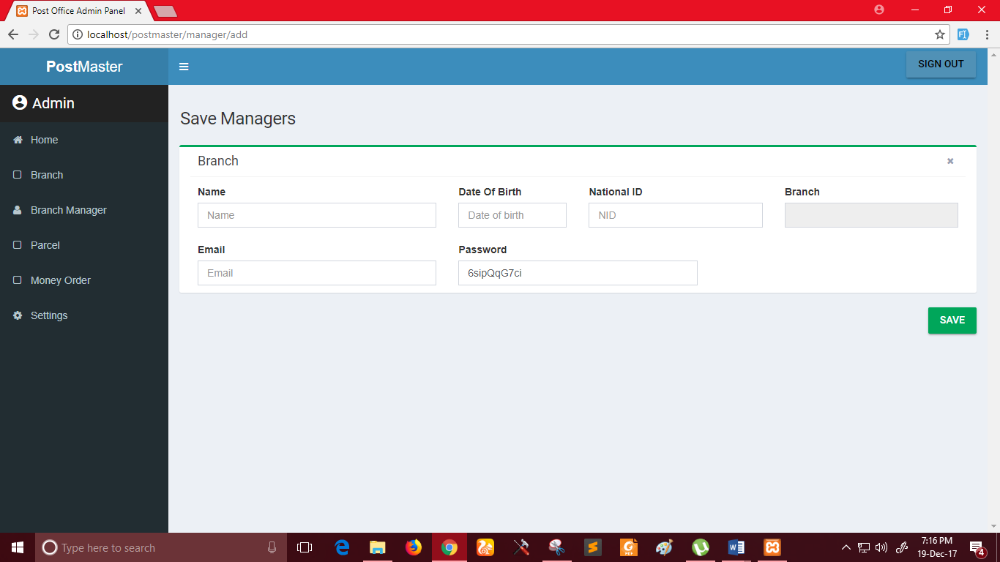 Post Office Admin Panel
localhost/postmaster/manager/add
PostMaster
SIGN OUT
Admin
Home
Branch
Branch Manager
Parcel
Money Order
Settings
Save Managers
Branch
Name
Date Of Birth
National ID
Branch
Name
Date of birth
NID
Email
Password
Email
6sipQqG7ci
SAVE
Type here to search
PDF
7:16 PM
19-Dec-17
4